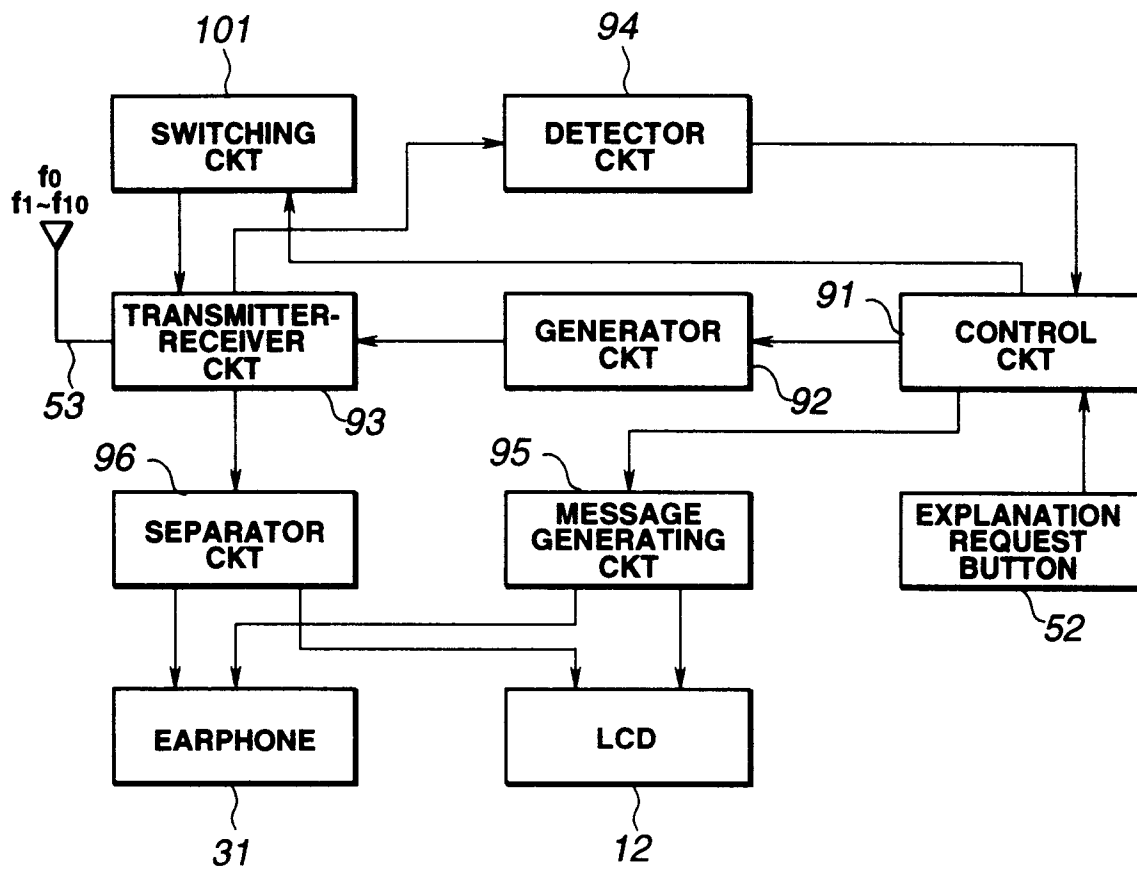 101
94
SWITCHING
CKT
DETECTOR
CKT
f0
f1~f10
91
TRANSMITTER-
RECEIVER
CKT
GENERATOR
CKT
CONTROL
CKT
53
93
92
96
95
SEPARATOR
CKT
MESSAGE
GENERATING
CKT
EXPLANATION
REQUEST
BUTTON
52
EARPHONE
LCD
31
12